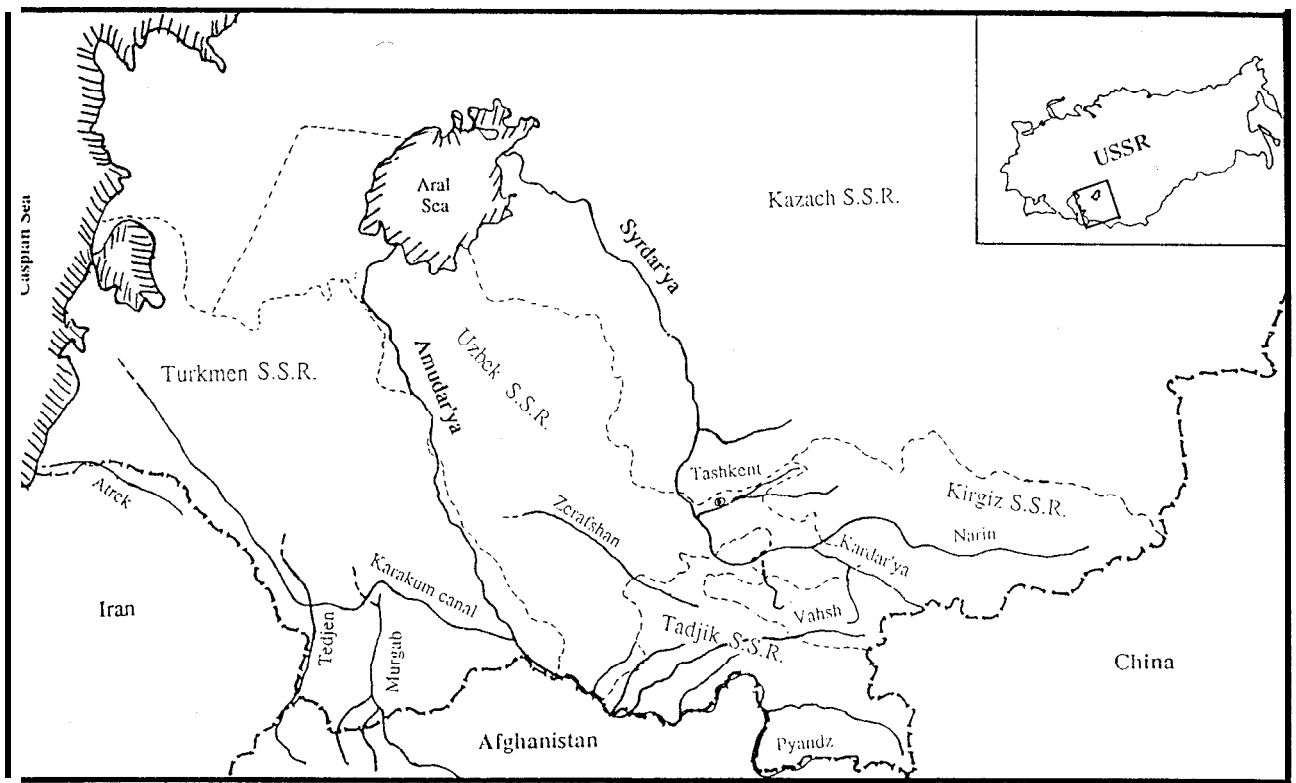 USSR
Aral
Sea
Kazach S.S.R.
Caspian Sea
Syrdar'ya
Turkmen S.S.R.
Amudar'ya
Uzbek S.S.R.
Tashkent
Kirgiz S.S.R.
Atrek
Zerafshan
Narin
Kardar'ya
Karakum canal
Iran
Vahsh
Tadjik S.S.R.
Tedjen
Murgab
China
Afghanistan
Pyandz